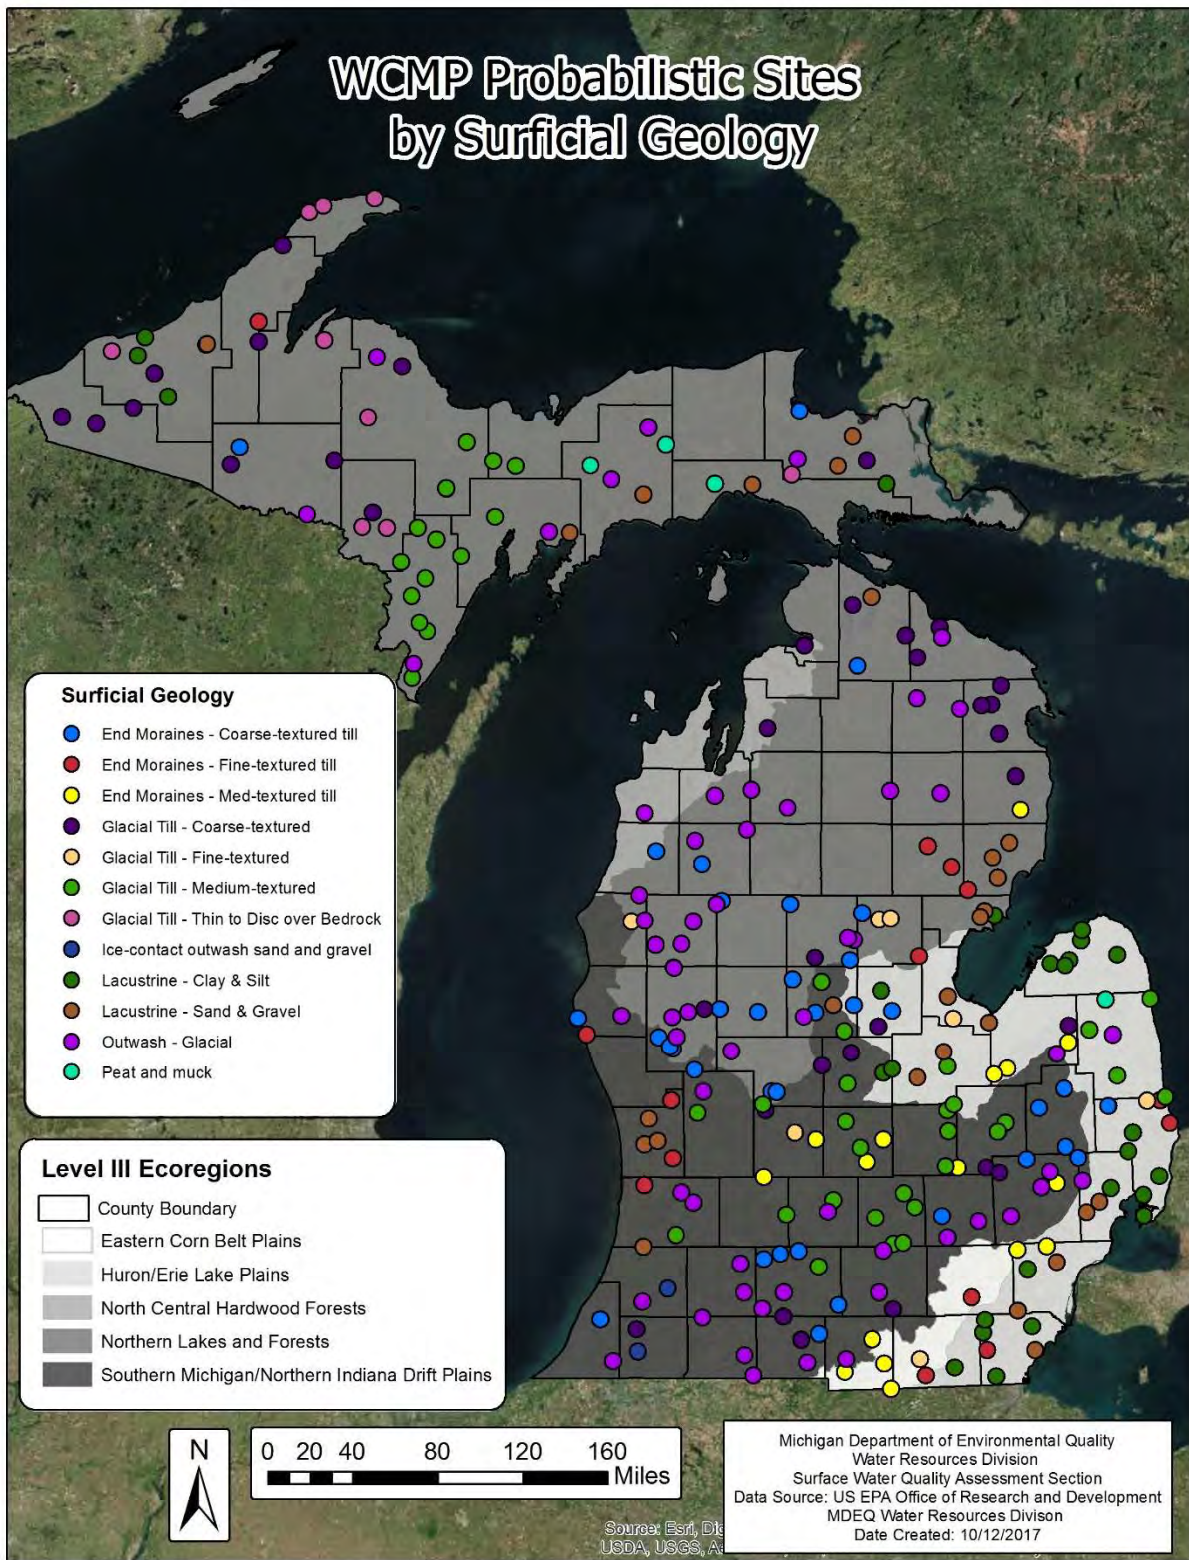 WCMP Probabilistic Sites
by Surficial Geology
Surficial Geology
End Moraines - Coarse-textured till
End Moraines - Fine-textured till
End Moraines - Med-textured till
Glacial Till - Coarse-textured
Glacial Till - Fine-textured
Glacial Till - Medium-textured
Glacial Till - Thin to Disc over Bedrock
Ice-contact outwash sand and gravel
Lacustrine - Clay & Silt
Lacustrine - Sand & Gravel
Outwash - Glacial
Peat and muck
Level III Ecoregions
County Boundary
Eastern Corn Belt Plains
Huron/Erie Lake Plains
North Central Hardwood Forests
Northern Lakes and Forests
Southern Michigan/Northern Indiana Drift Plains
N
0 20 40 80 120 160
Miles
Michigan Department of Environmental Quality
Water Resources Division
Surface Water Quality Assessment Section
Data Source: US EPA Office of Research and Development
MDEQ Water Resources Divison
Date Created: 10/12/2017
Source: Esri,
USDA, USGS,